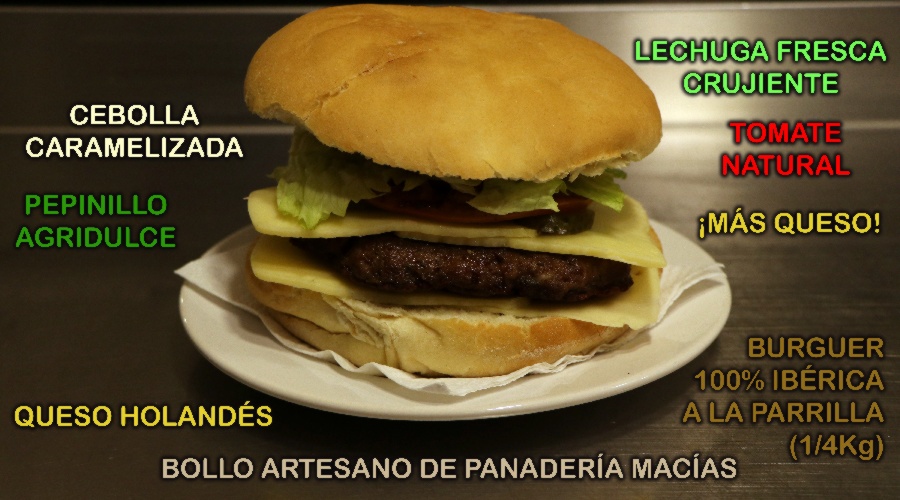 LECHUGA FRESCA
CRUJIENTE
CEBOLLA
CARAMELIZADA
TOMATE
NATURAL
PEPINILLO
AGRIDULCE
¡MÁS QUESO!
BURGUER
100% IBÉRICA
A LA PARRILLA
(1/4Kg)
QUESO HOLANDÉS
BOLLO ARTESANO DE PANADERÍA MACÍAS